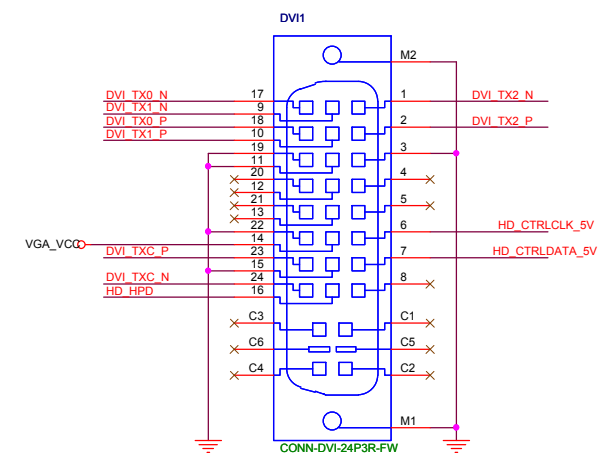 DVI1
M2
DVI_TX0_N 17 1 DVI_TX2_N
DVI_TX1_N 9
DVI_TX0_P 18 2 DVI_TX2_P
DVI_TX1_P 10
19 3
11
20 4
12
21 5
13
22 6 HD_CTRLCLK_5V
VGA_VCC 14
DVI_TXC_P 23 7 HD_CTRLDATA_5V
15
DVI_TXC_N 24 8
HD_HPD 16
C3 C1
C6 C5
C4 C2
M1
CONN-DVI-24P3R-FW